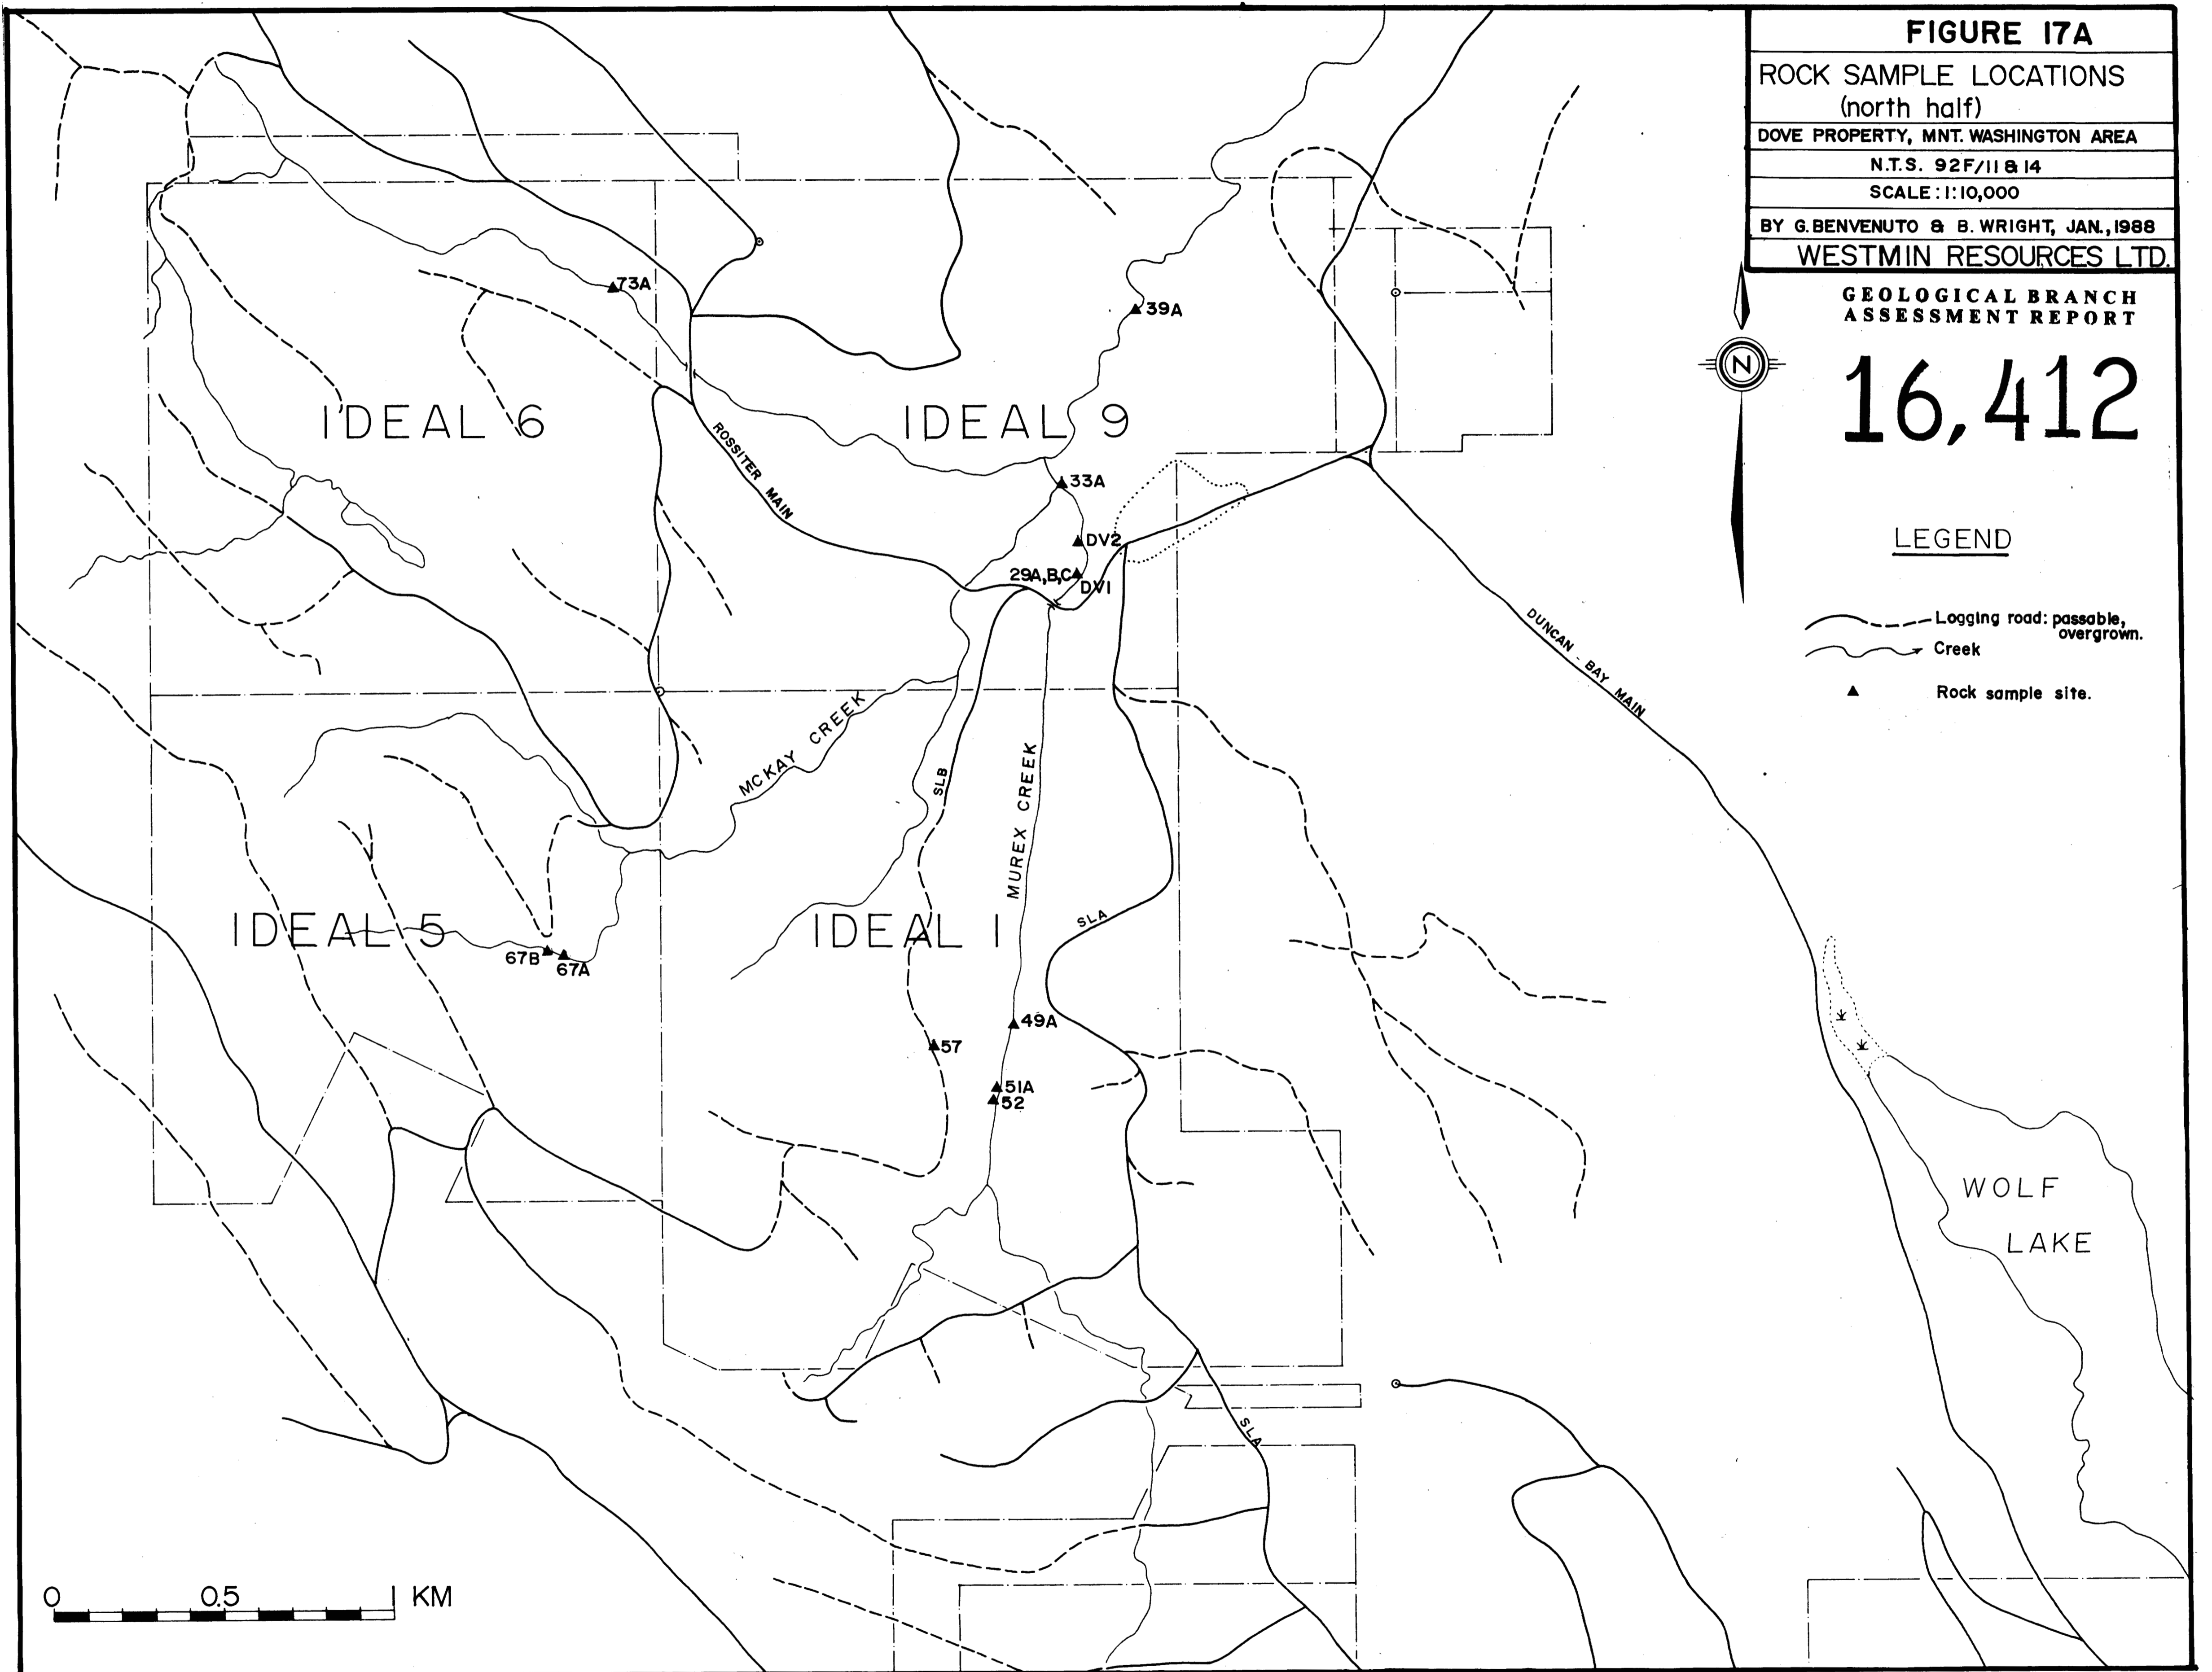 FIGURE 17A
ROCK SAMPLE LOCATIONS
(north half)
DOVE PROPERTY, MNT. WASHINGTON AREA
N.T.S. 92F/11 & 14
SCALE : 1:10,000
BY G. BENVENUTO & B. WRIGHT, JAN., 1988
WESTMIN RESOURCES LTD.
GEOLOGICAL BRANCH
ASSESSMENT REPORT
16,412
N
LEGEND
Logging road: passable,
overgrown.
Creek
Rock sample site.
73A
39A
IDEAL 6
IDEAL 9
ROSSITER MAIN
33A
DV2
29A,B,C
DV1
DUNCAN - BAY MAIN
MCKAY CREEK
SLB
MUREX CREEK
SLA
IDEAL 5
IDEAL 1
67B
67A
49A
57
51A
52
WOLF
LAKE
SLA
0 0.5 1 KM